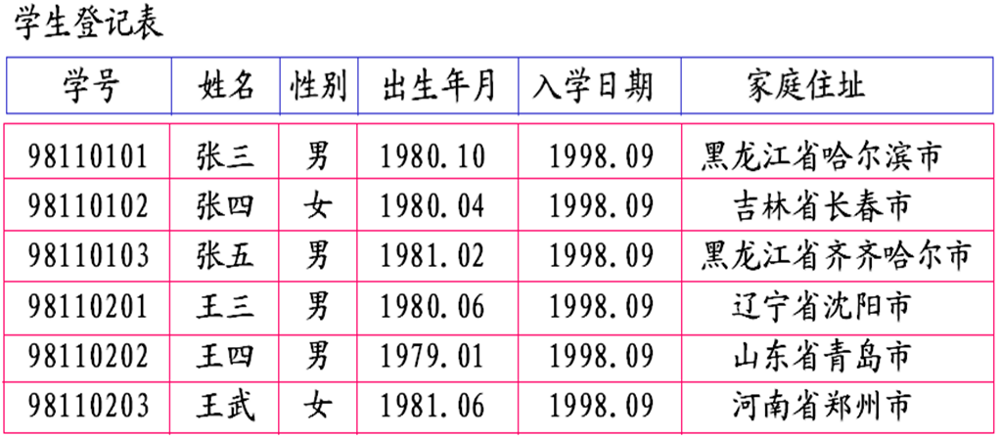 学生登记表
学号 姓名 性别 出生年月 入学日期 家庭住址
98110101 张三 男 1980.10 1998.09 黑龙江省哈尔滨市
98110102 张四 女 1980.04 1998.09 吉林省长春市
98110103 张五 男 1981.02 1998.09 黑龙江省齐齐哈尔市
98110201 王三 男 1980.06 1998.09 辽宁省沈阳市
98110202 王四 男 1979.01 1998.09 山东省青岛市
98110203 王武 女 1981.06 1998.09 河南省郑州市